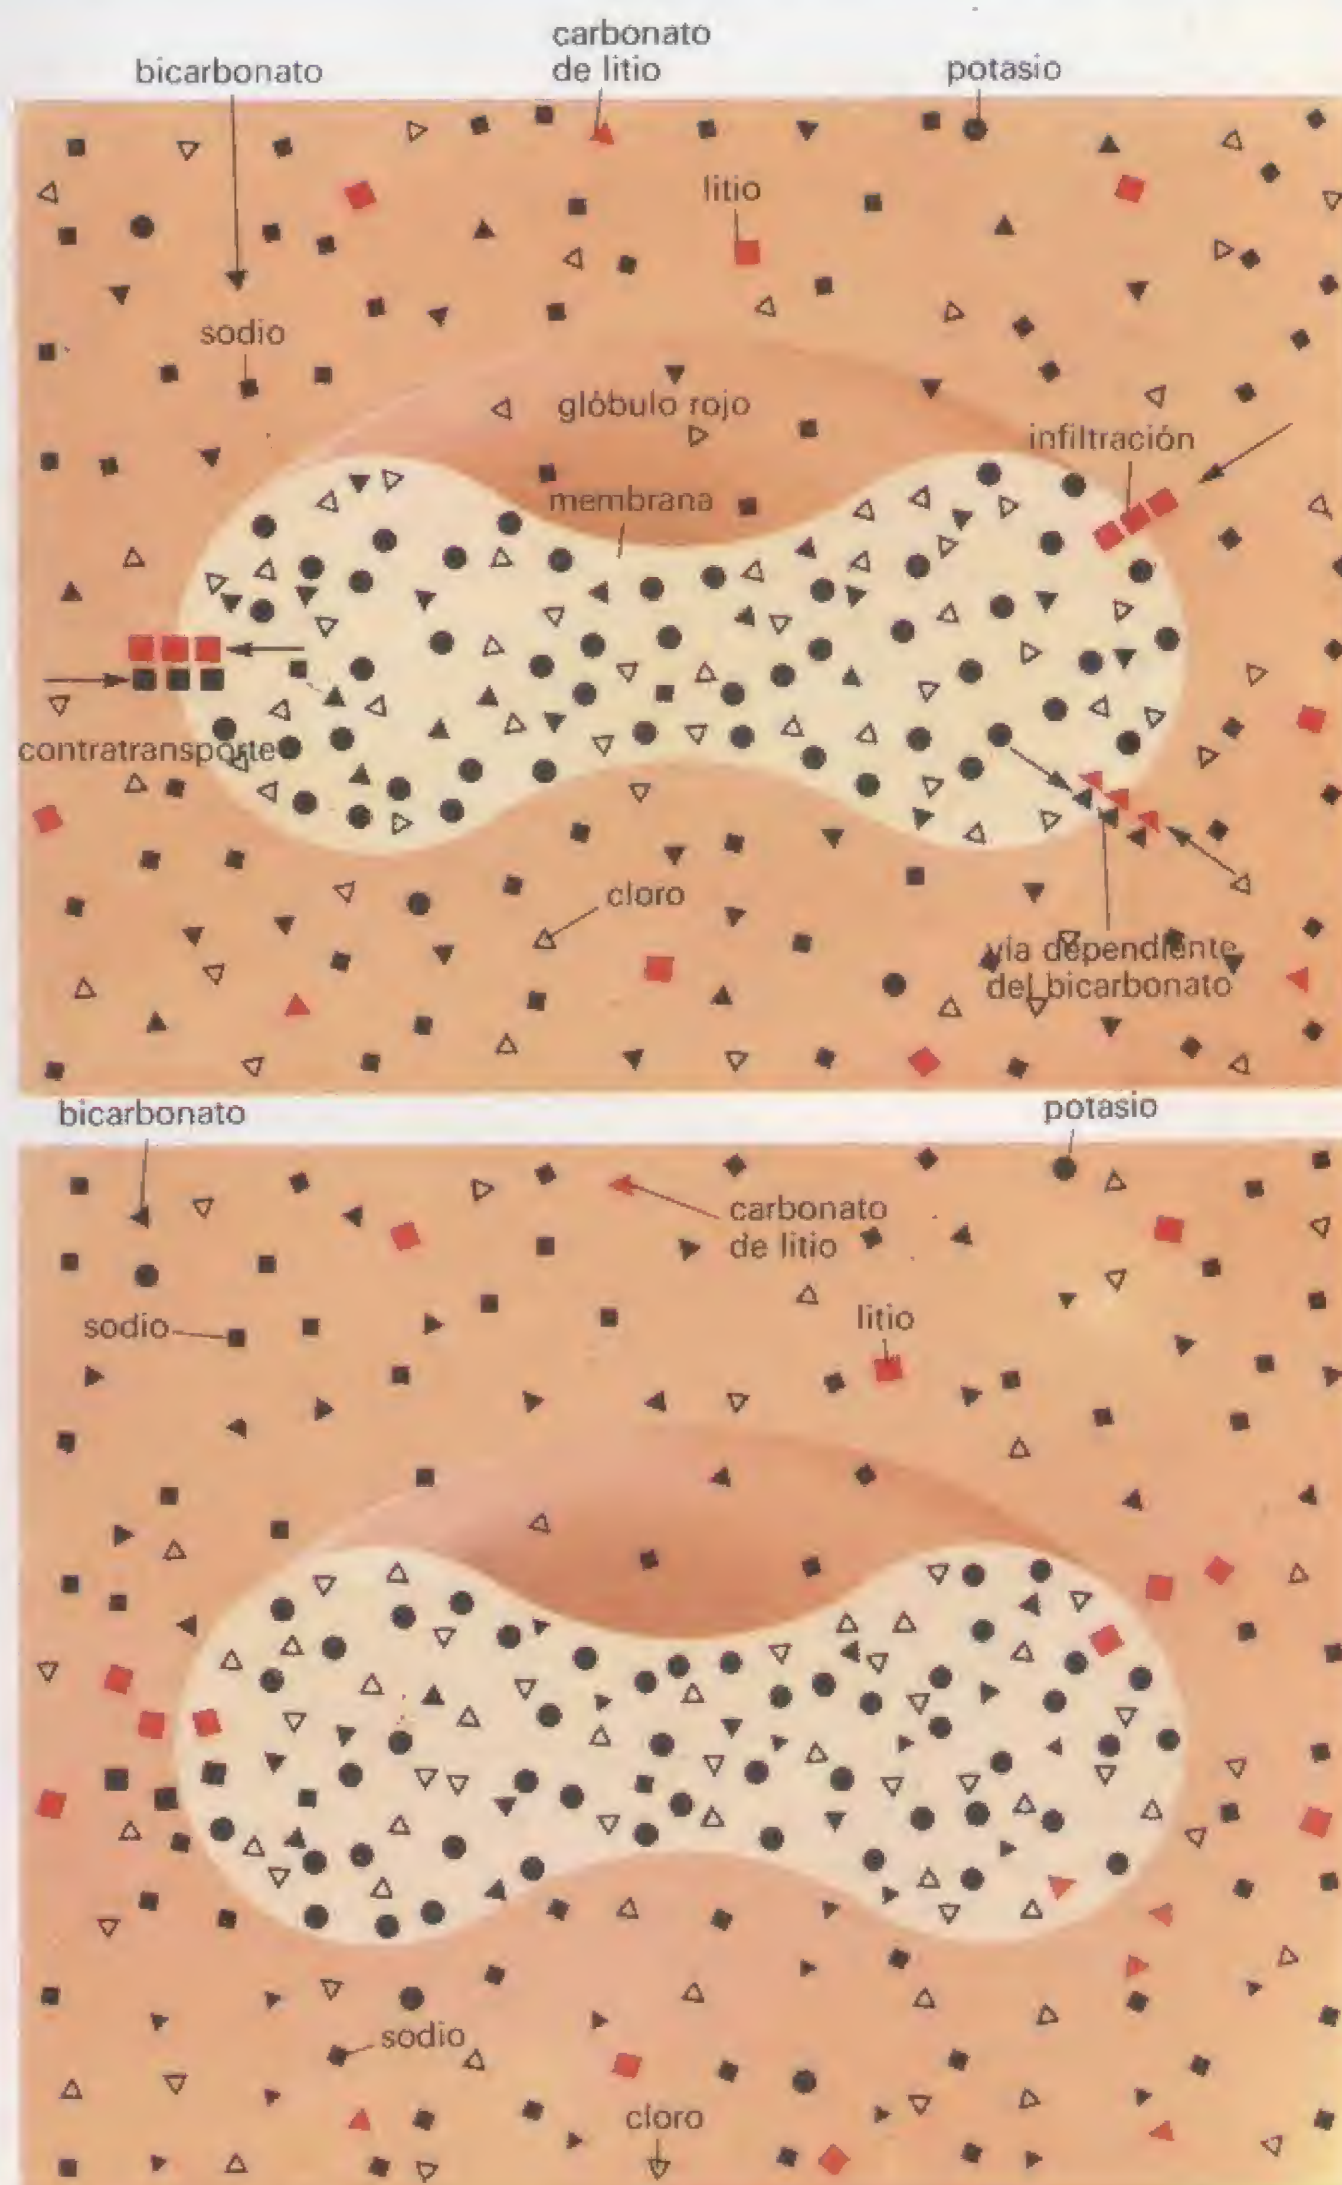 bicarbonato
carbonato
de litio
potasio
litio
sodio
glóbulo rojo
infiltración
membrana
contratransporte
cloro
vía dependiente
del bicarbonato
bicarbonato
potasio
carbonato
de litio
sodio
litio
sodio
cloro